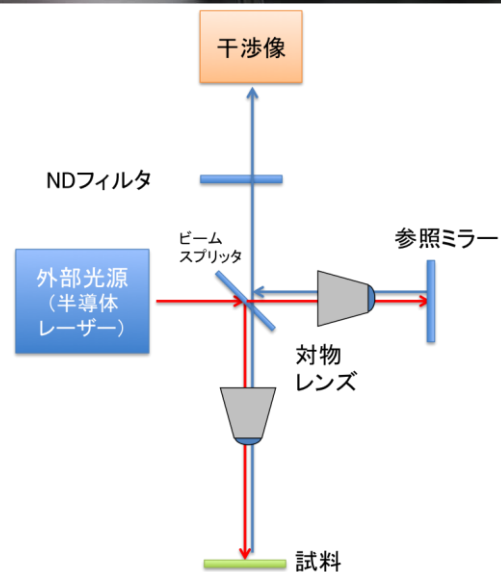 干渉像
NDフィルタ
ビーム
スプリッタ
参照ミラー
外部光源
（半導体
レーザー）
対物
レンズ
試料